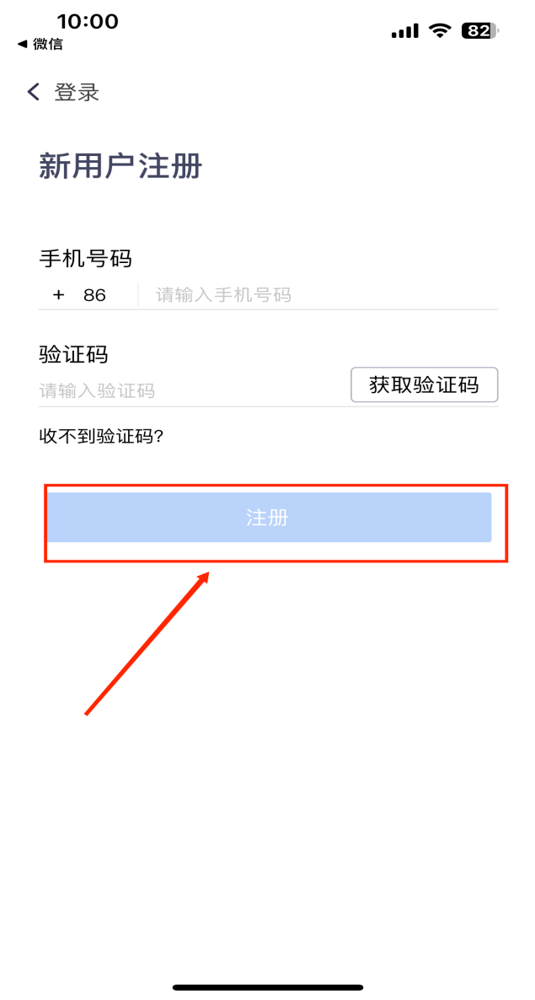 10:00
◀ 微信
82
登录
新用户注册
手机号码
+ 86 请输入手机号码
验证码
请输入验证码 获取验证码
收不到验证码?
注册